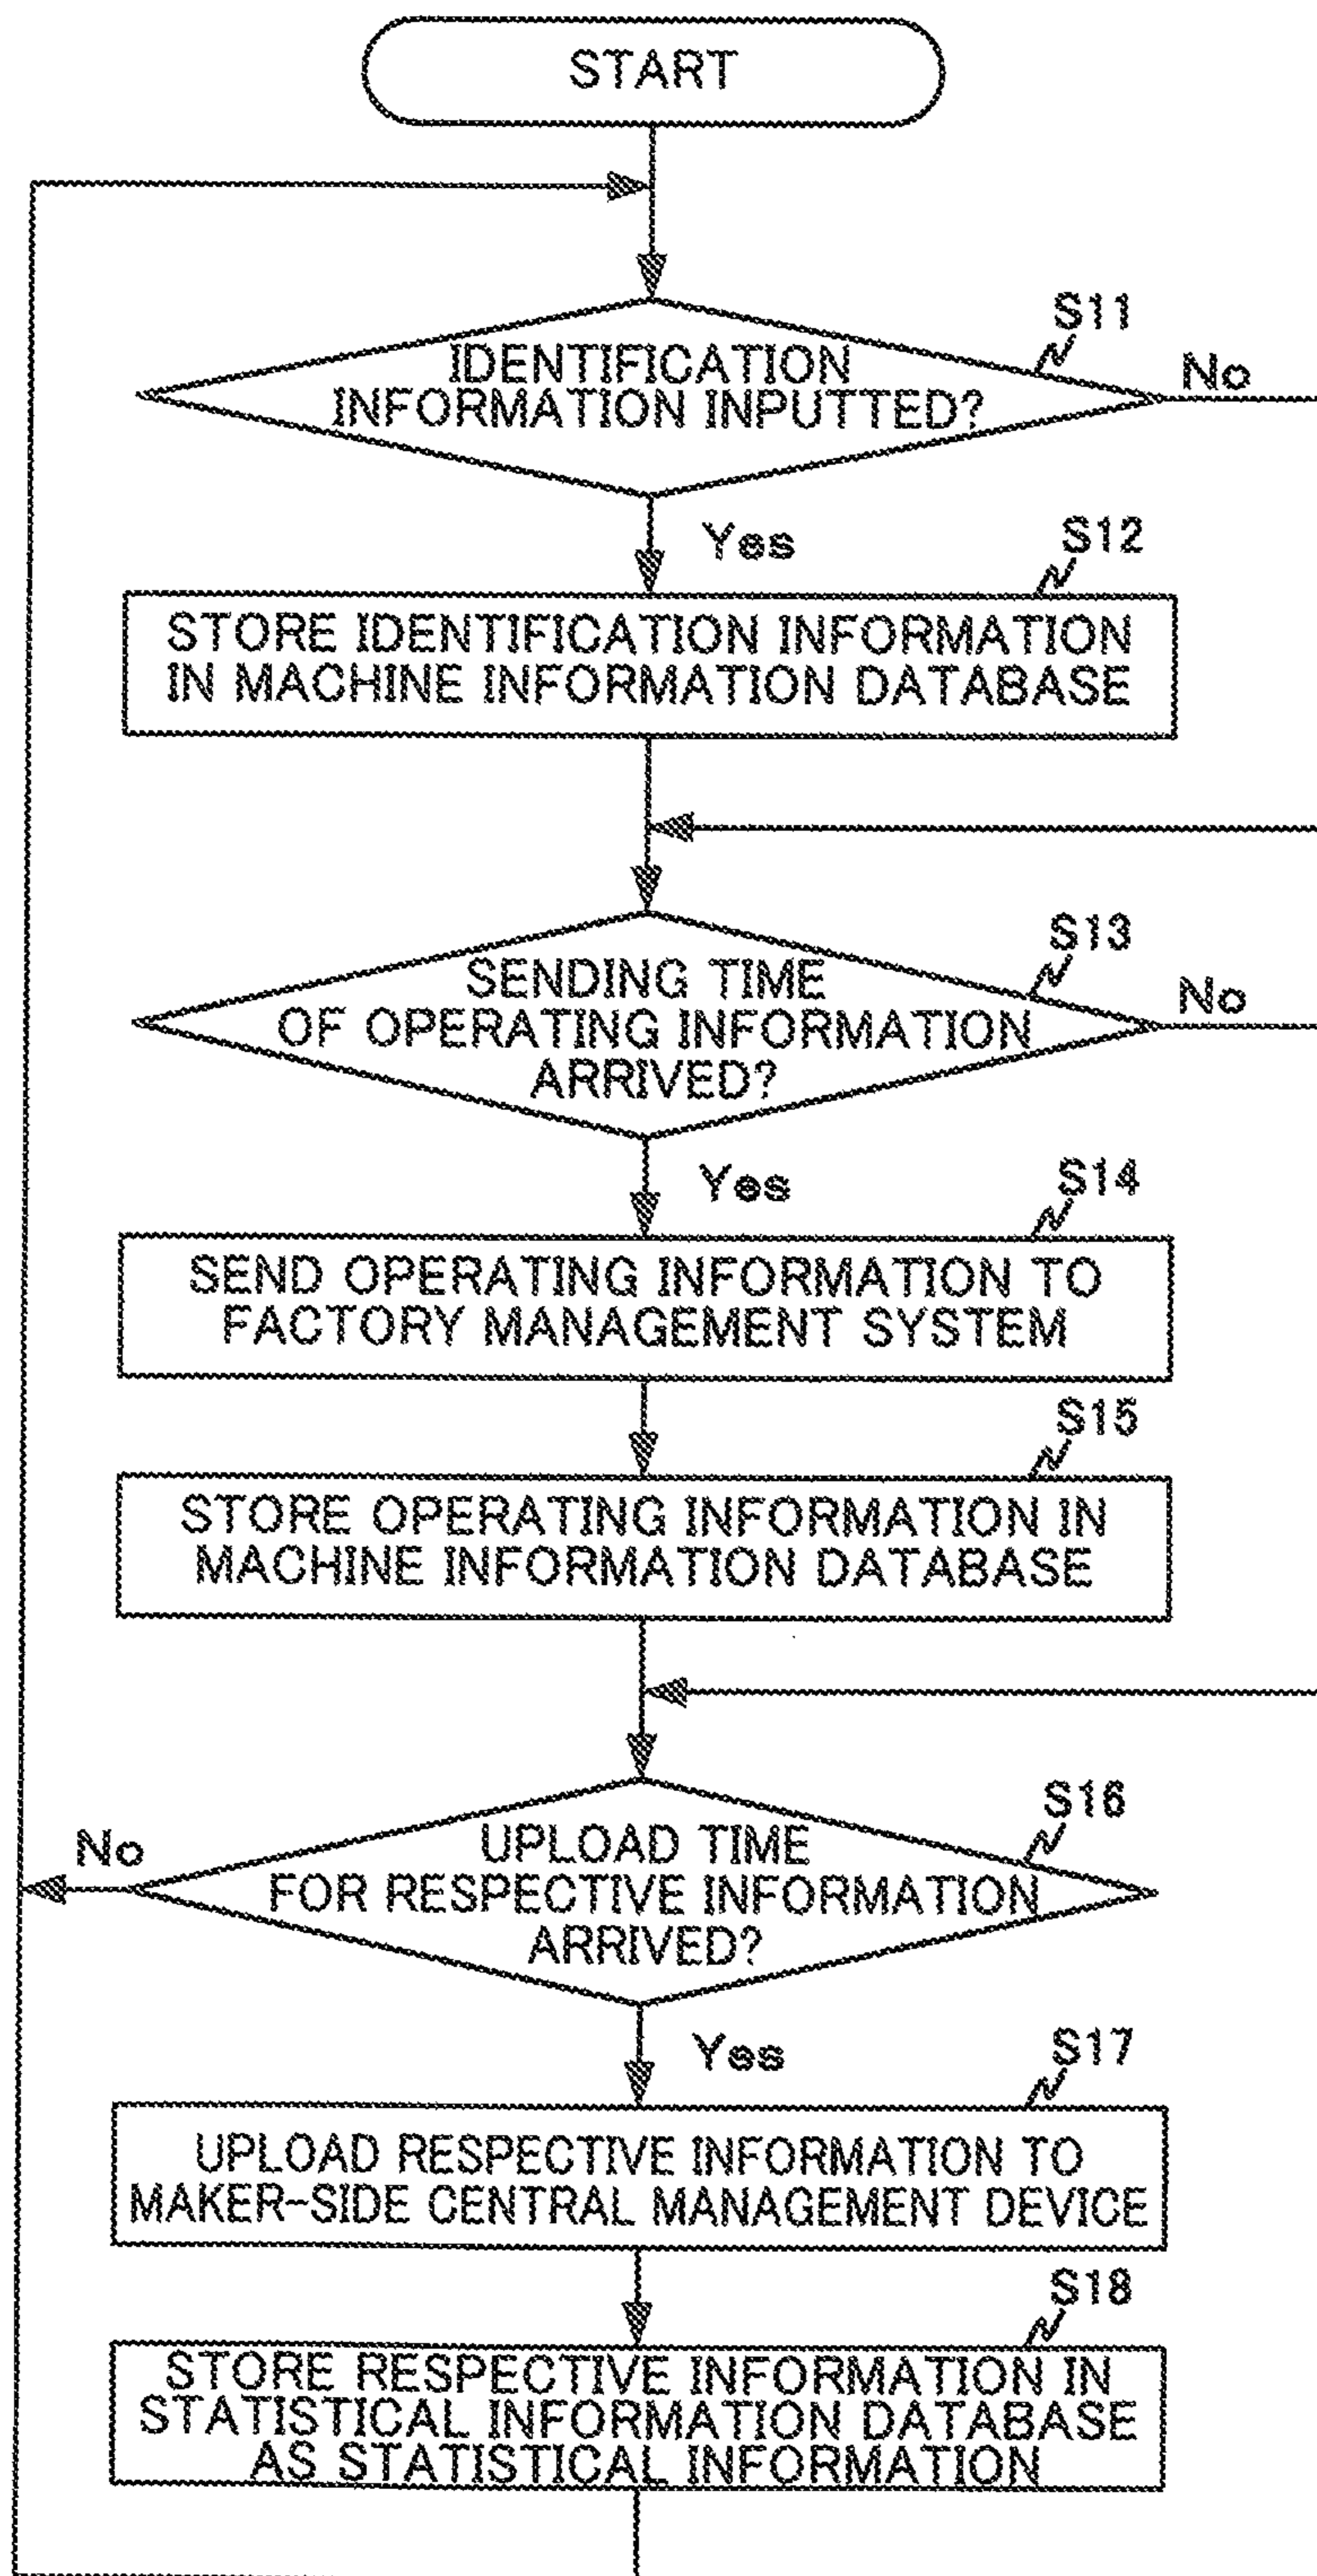 START
S11
IDENTIFICATION
INFORMATION INPUTTED?
No
Yes
S12
STORE IDENTIFICATION INFORMATION
IN MACHINE INFORMATION DATABASE
S13
SENDING TIME
OF OPERATING INFORMATION
ARRIVED?
No
Yes
S14
SEND OPERATING INFORMATION TO
FACTORY MANAGEMENT SYSTEM
S15
STORE OPERATING INFORMATION IN
MACHINE INFORMATION DATABASE
S16
No
UPLOAD TIME
FOR RESPECTIVE INFORMATION
ARRIVED?
Yes
S17
UPLOAD RESPECTIVE INFORMATION TO
MAKER-SIDE CENTRAL MANAGEMENT DEVICE
S18
STORE RESPECTIVE INFORMATION IN
STATISTICAL INFORMATION DATABASE
AS STATISTICAL INFORMATION